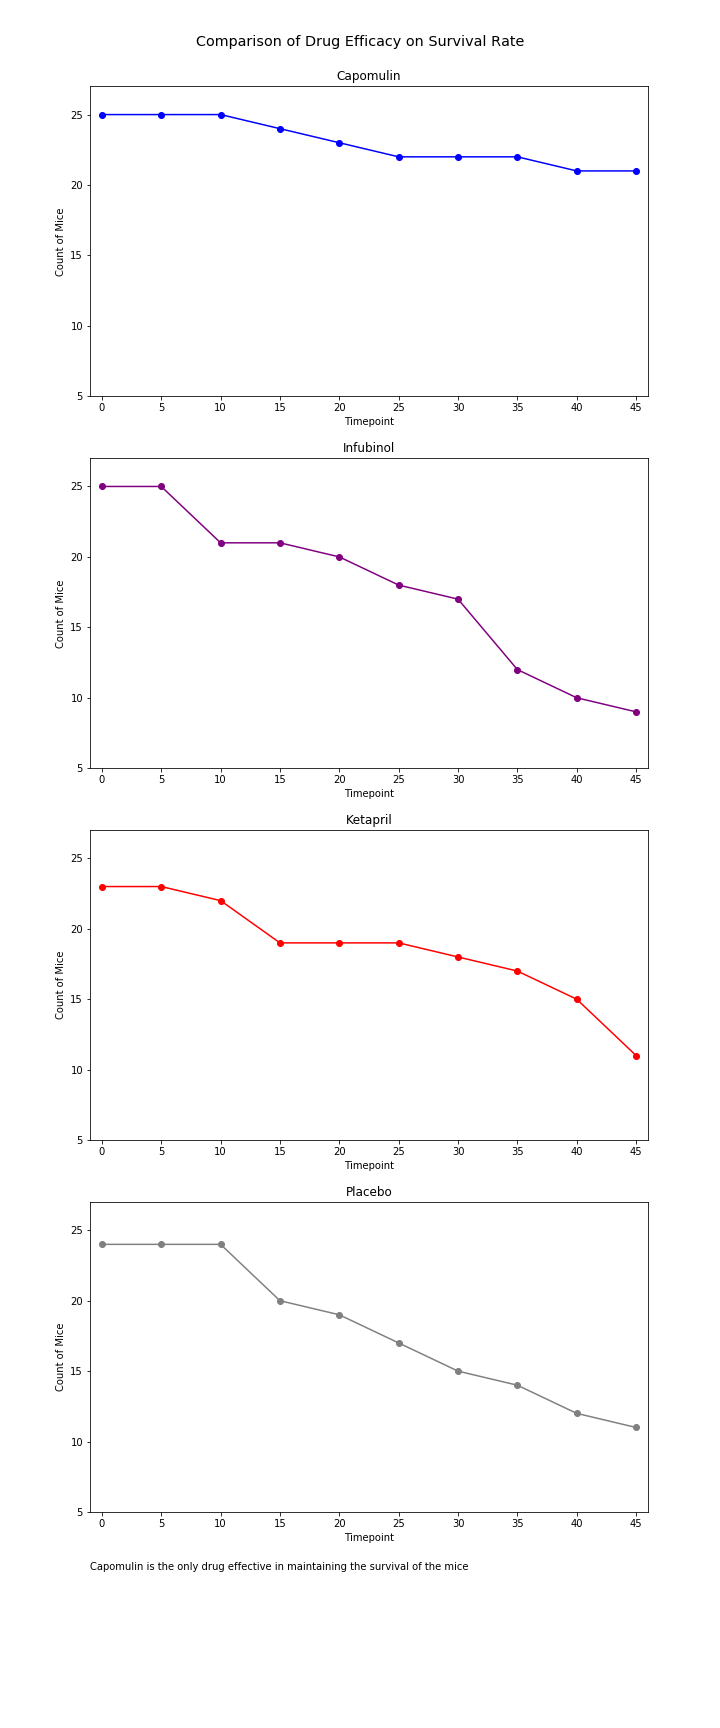 Comparison of Drug Efficacy on Survival Rate
Capomulin
25
20
15
10
5
Count of Mice
0 5 10 15 20 25 30 35 40 45
Timepoint
Infubinol
25
20
15
10
5
Count of Mice
0 5 10 15 20 25 30 35 40 45
Timepoint
Ketapril
25
20
15
10
5
Count of Mice
0 5 10 15 20 25 30 35 40 45
Timepoint
Placebo
25
20
15
10
5
Count of Mice
0 5 10 15 20 25 30 35 40 45
Timepoint
Capomulin is the only drug effective in maintaining the survival of the mice